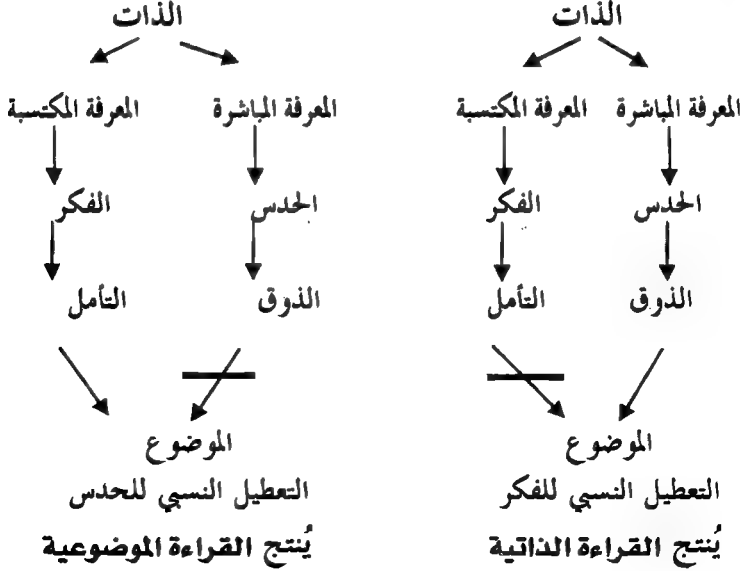 الذات
المعرفة المباشرة
المعرفة المكتسبة
الحدس
الفكر
الذوق
التأمل
الموضوع
التعطيل النسبي للفكر
يُنتج القراءة الذاتية
الذات
المعرفة المباشرة
المعرفة المكتسبة
الحدس
الفكر
الذوق
التأمل
الموضوع
التعطيل النسبي للحدس
يُنتج القراءة الموضوعية